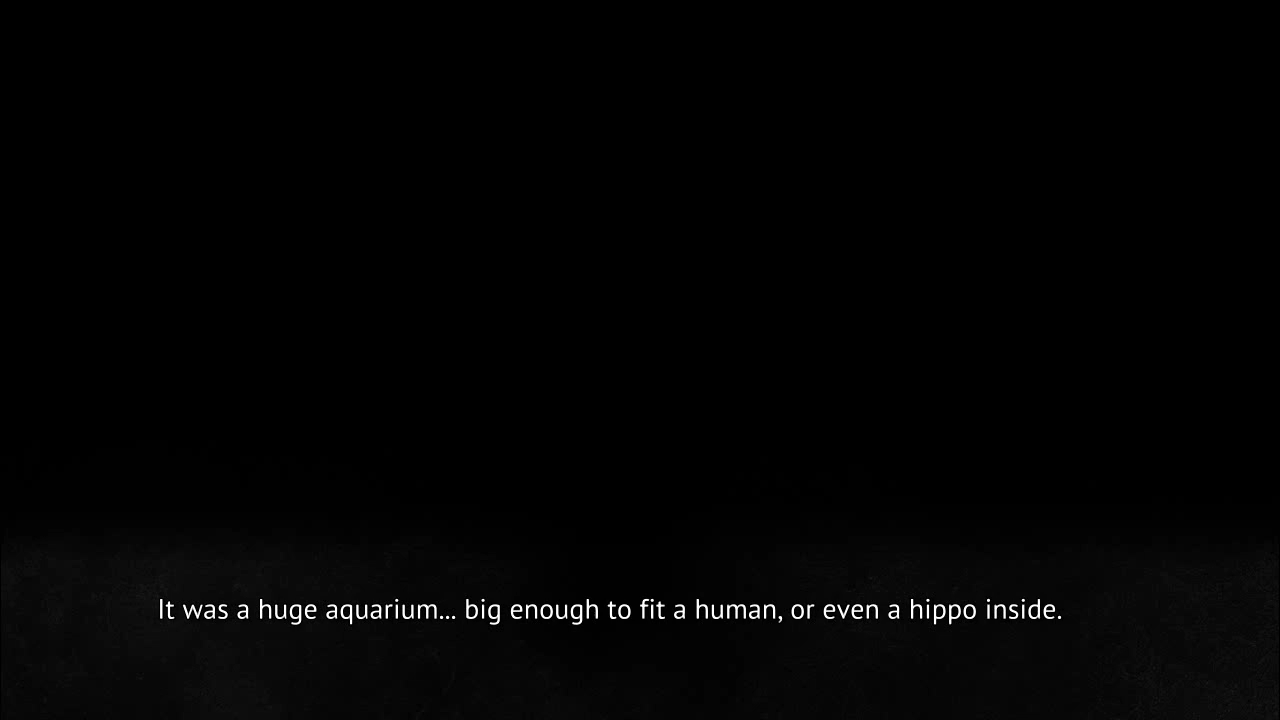 It was a huge aquarium... big enough to fit a human, or even a hippo inside.